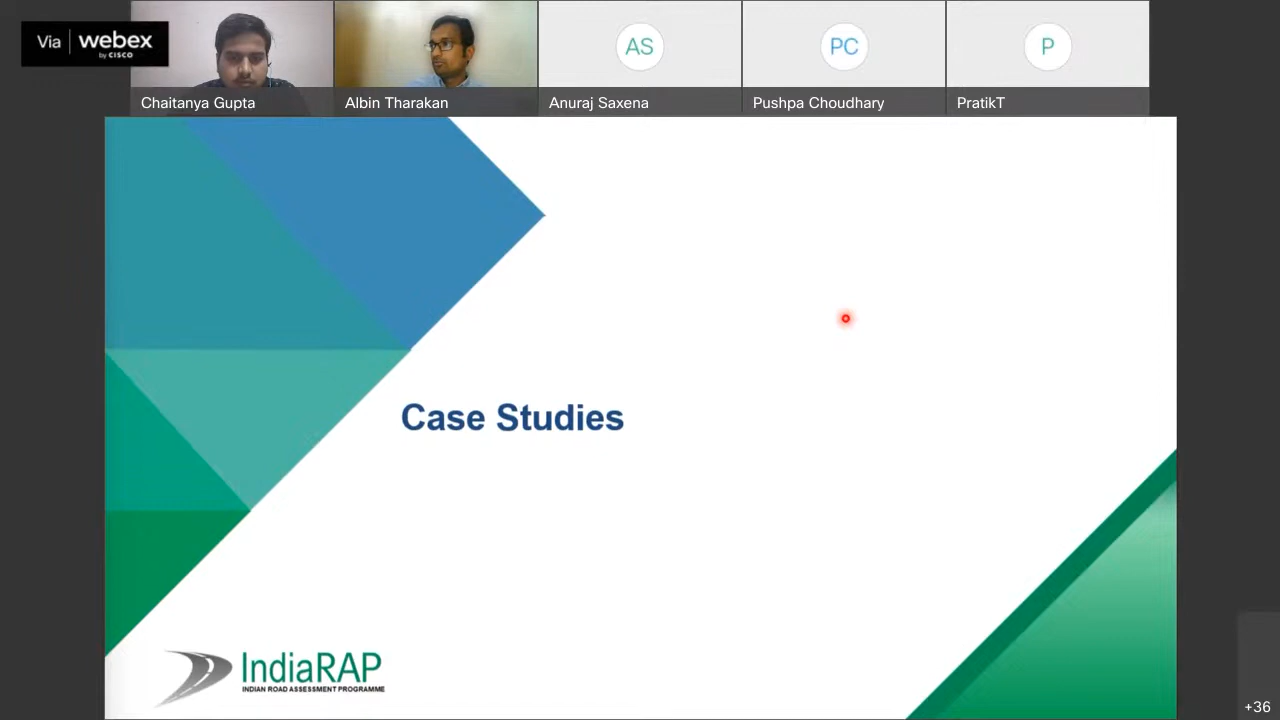 Via webex
by CISCO
AS
PC
P
Chaitanya Gupta
Albin Tharakan
Anuraj Saxena
Pushpa Choudhary
PratikT
Case Studies
IndiaRAP
INDIAN ROAD ASSESSMENT PROGRAMME
+36